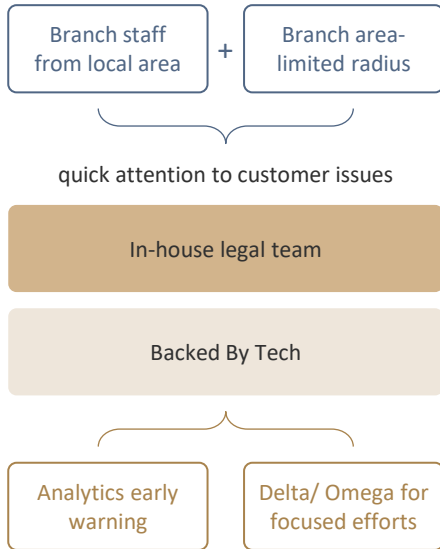 Branch staff
from local area
+
Branch area-
limited radius
quick attention to customer issues
In-house legal team
Backed By Tech
Analytics early
warning
Delta/ Omega for
focused efforts